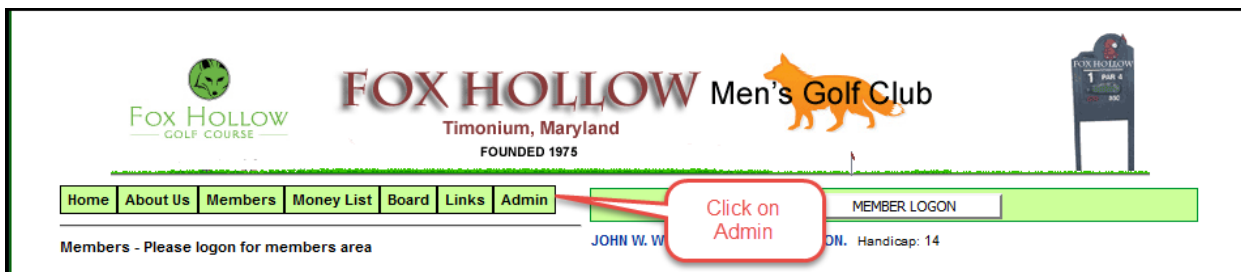 FOX HOLLOW
GOLF COURSE
FOX HOLLOW Men's Golf Club
Timonium, Maryland
FOUNDED 1975
FOX HOLLOW
1 PAR 4
Home About Us Members Money List Board Links Admin
Click on
Admin
MEMBER LOGON
Members - Please logon for members area
JOHN W. W
ON. Handicap: 14